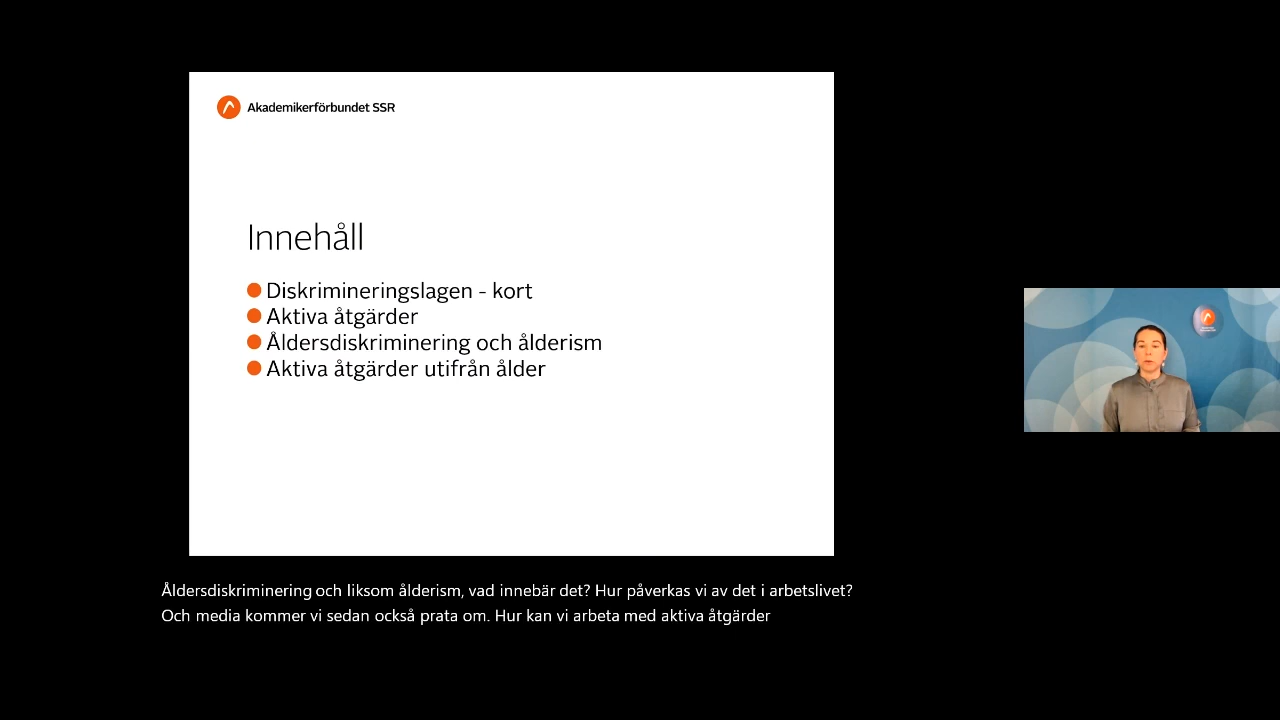 Akademikerförbundet SSR
Innehåll
Diskrimineringslagen - kort
Aktiva åtgärder
Åldersdiskriminering och ålderism
Aktiva åtgärder utifrån ålder
Åldersdiskriminering och liksom ålderism, vad innebär det? Hur påverkas vi av det i arbetslivet?
Och media kommer vi sedan också prata om. Hur kan vi arbeta med aktiva åtgärder